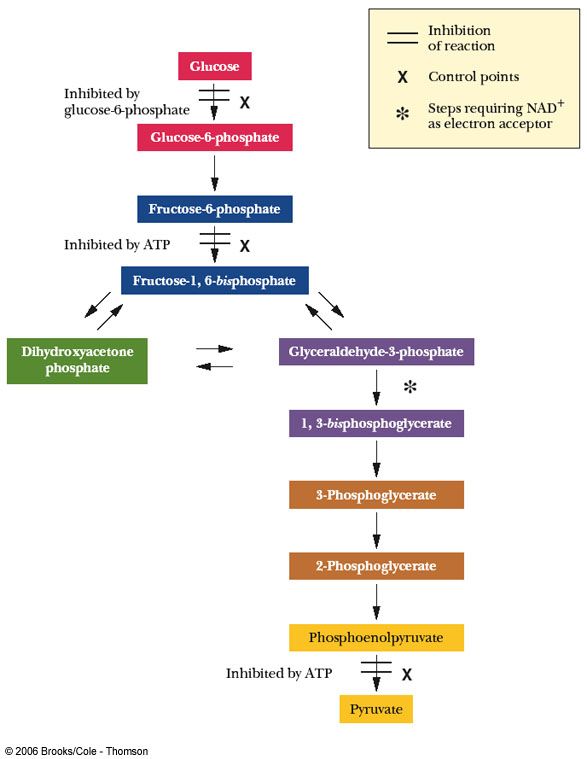 Inhibition
of reaction
X Control points
* Steps requiring NAD+
as electron acceptor
Glucose
Inhibited by
glucose-6-phosphate
X
Glucose-6-phosphate
Fructose-6-phosphate
Inhibited by ATP
X
Fructose-1, 6-bisphosphate
Dihydroxyacetone
phosphate
Glyceraldehyde-3-phosphate
*
1, 3-bisphosphoglycerate
3-Phosphoglycerate
2-Phosphoglycerate
Phosphoenolpyruvate
Inhibited by ATP
X
Pyruvate
© 2006 Brooks/Cole - Thomson